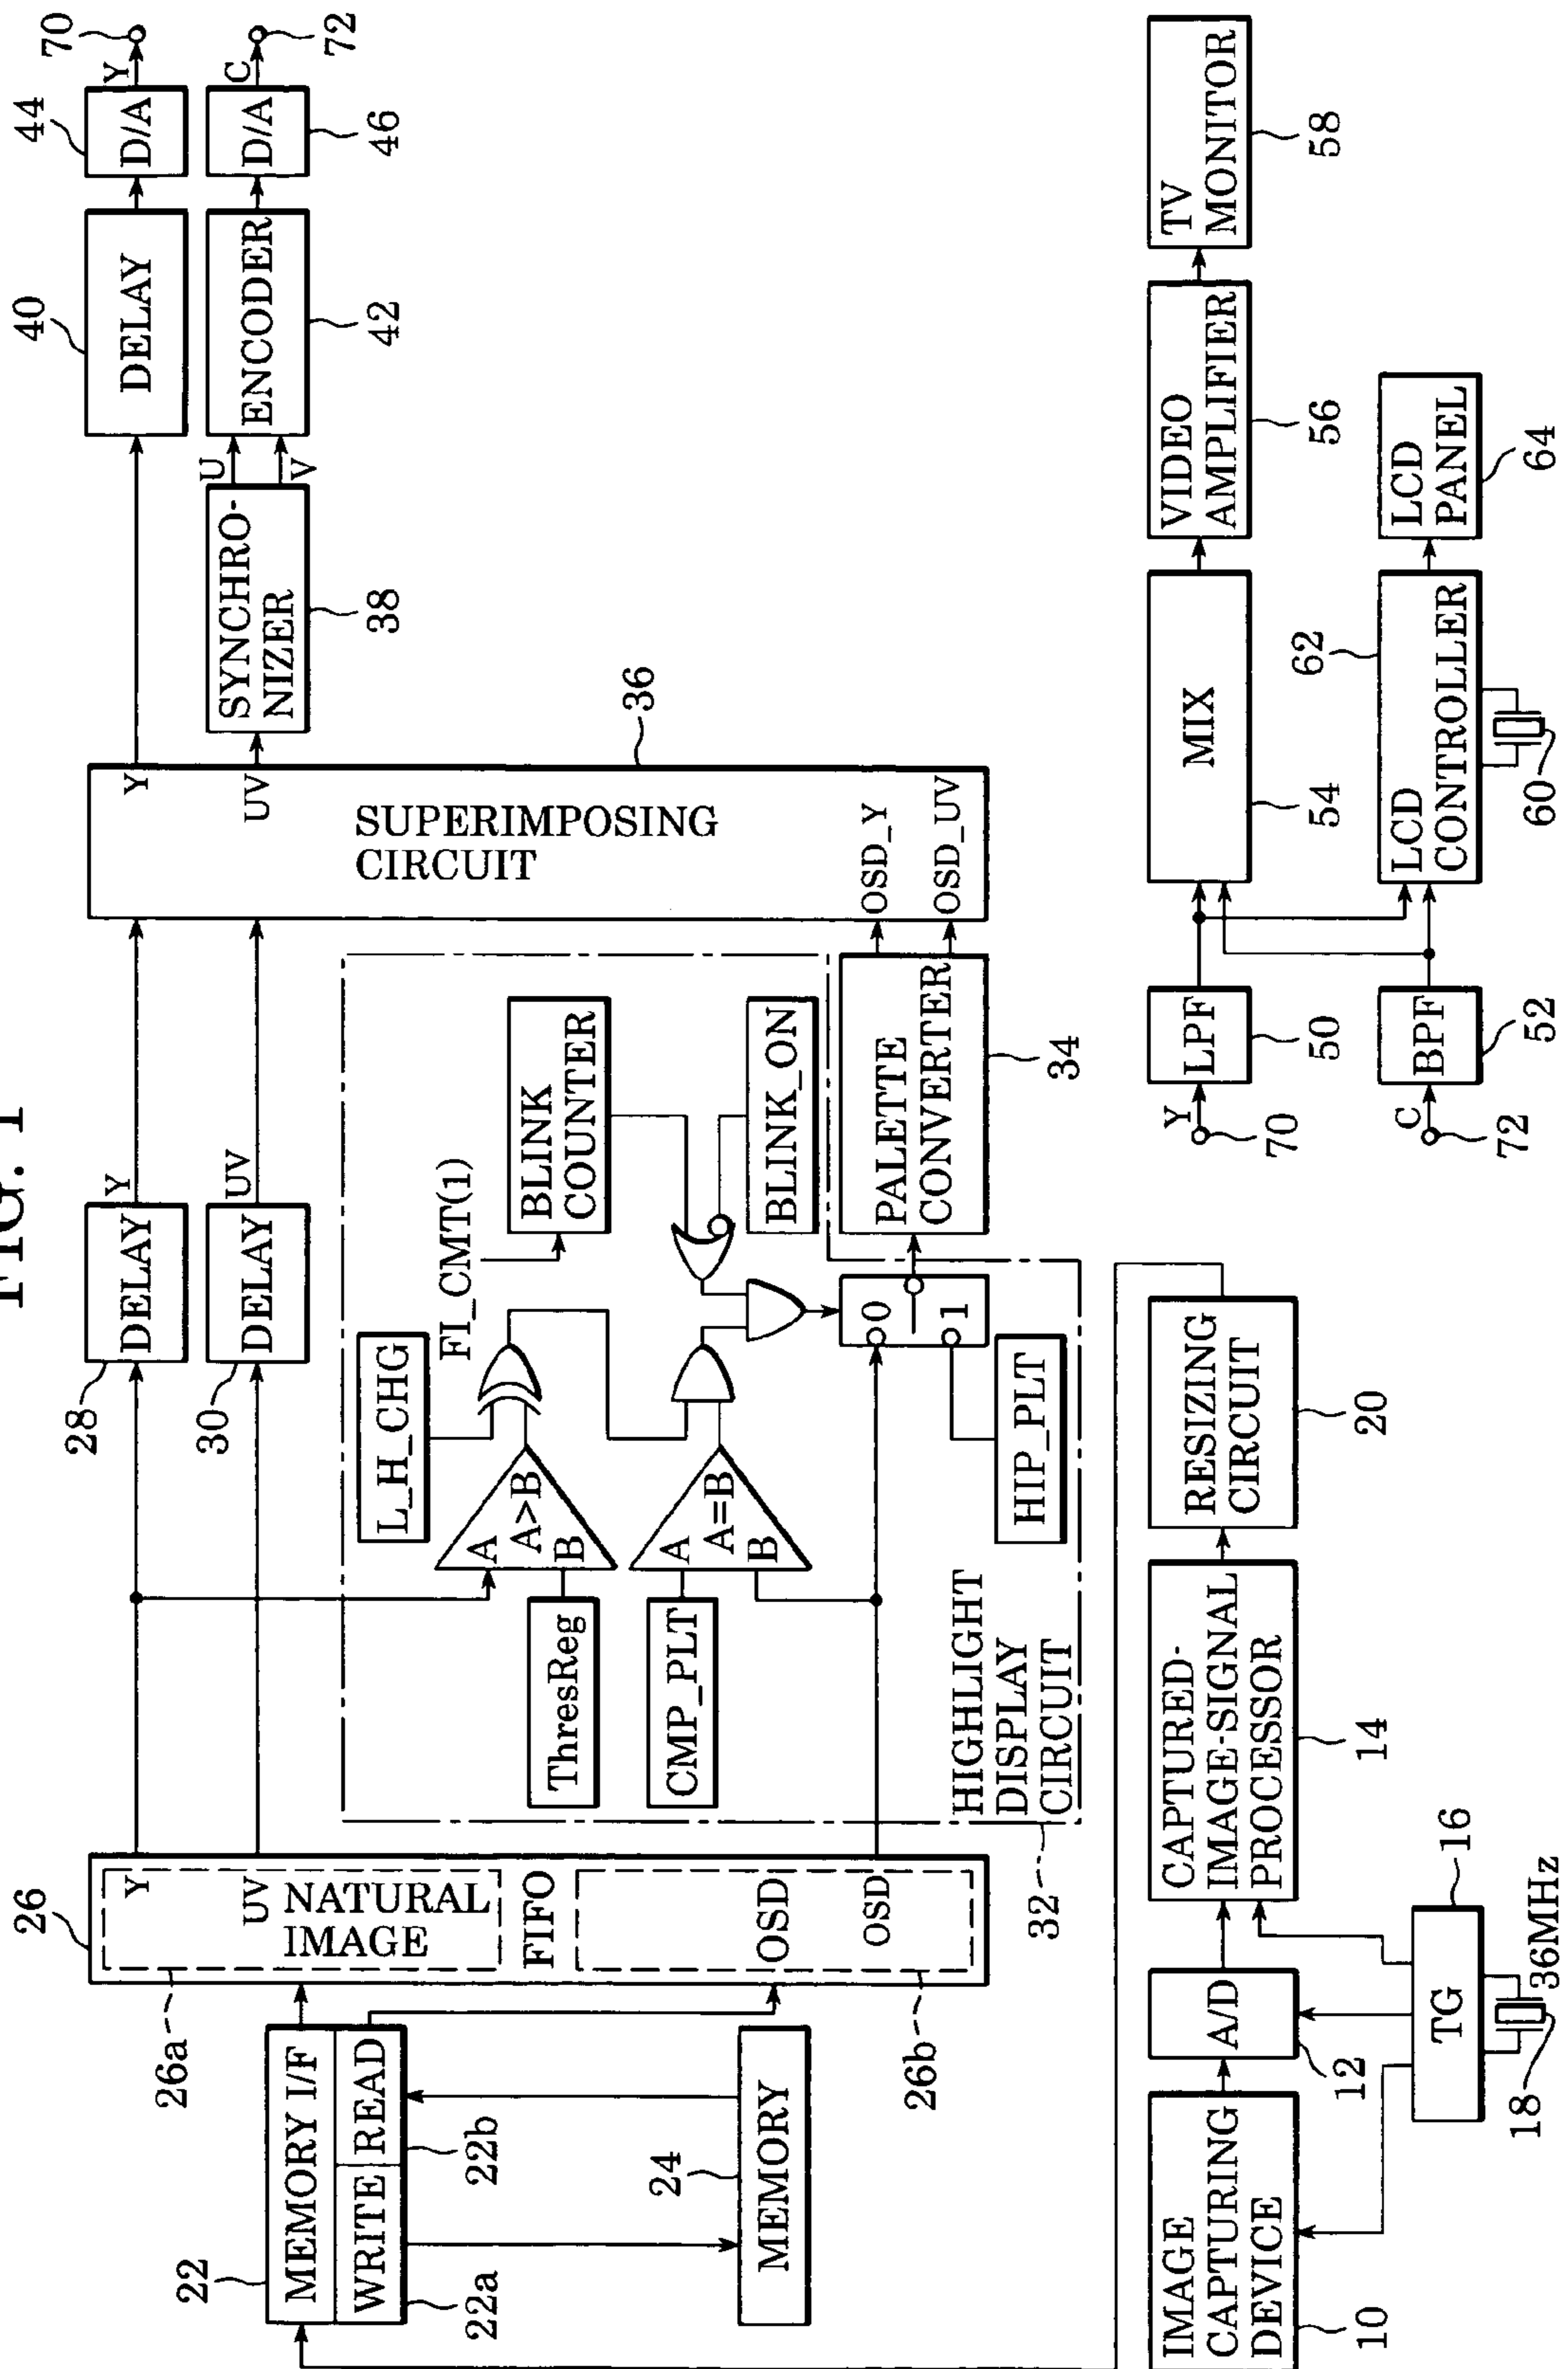 FIG. 1
26
26a
Y
UV
NATURAL
IMAGE
FIFO
OSD
OSD
26b
22
MEMORY I/F
WRITE
READ
22a
22b
24
MEMORY
28
DELAY
Y
30
DELAY
UV
L_H_CHG
FI_CMT(1)
BLINK
COUNTER
A
A>B
B
ThresReg
CMP_PLT
A
A=B
B
BLINK_ON
0
1
HIP_PLT
HIGHLIGHT
DISPLAY
CIRCUIT
32
PALETTE
CONVERTER
34
Y
UV
SUPERIMPOSING
CIRCUIT
OSD_Y
OSD_UV
36
SYNCHRO-
NIZER
38
U
V
40
DELAY
ENCODER
42
44
D/A
Y
70
D/A
46
C
72
IMAGE
CAPTURING
DEVICE
10
A/D
12
CAPTURED-
IMAGE-SIGNAL
PROCESSOR
14
TG
16
18
36MHz
RESIZING
CIRCUIT
20
Y
70
LPF
50
C
72
BPF
52
MIX
54
VIDEO
AMPLIFIER
56
TV
MONITOR
58
LCD
CONTROLLER
62
60
LCD
PANEL
64